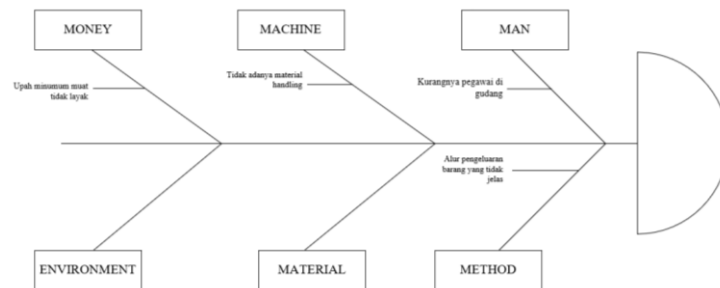 MONEY
MACHINE
MAN
Upah minumum muat
tidak layak
Tidak adanya material
handling
Kurangnya pegawai di
gudang
Alur pengeluaran
barang yang tidak
jelas
ENVIRONMENT
MATERIAL
METHOD